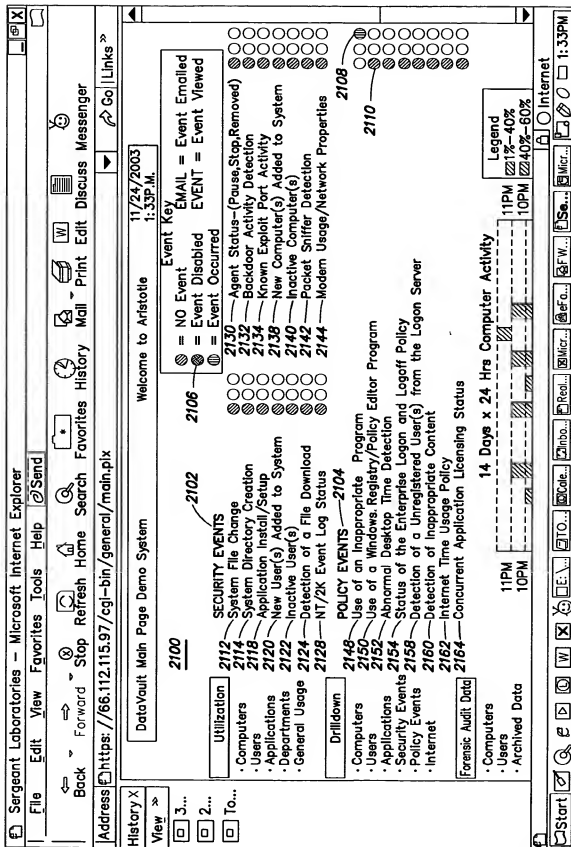 Sergeant Laboratories – Microsoft Internet Explorer
File Edit View Favorites Tools Help Send
Back Forward Stop Refresh Home Search Favorites History Mail Print Edit Discuss Messenger
Address https://66.112.115.97/cgi-bin/general/main.plx Go Links »
History X
View »
3...
2...
To...
DataVault Main Page Demo System
Welcome to Aristotle
11/24/2003
1:33P.M.
2100
2102
2106
Event Key
= NO Event EMAIL = Event Emailed
= Event Disabled EVENT = Event Viewed
= Event Occurred
Utilization
· Computers
· Users
· Applications
· Departments
· General Usage
Drilldown
· Computers
· Users
· Applications
· Security Events
· Policy Events
· Internet
Forensic Audit Data
· Computers
· Users
· Archived Data
SECURITY EVENTS
2112 System File Change
2114 System Directory Creation
2118 Application Install/Setup
2120 New User(s) Added to System
2122 Inactive User(s)
2124 Detection of a File Download
2128 NT/2K Event Log Status
2130 Agent Status–(Pause,Stop,Removed)
2132 Backdoor Activity Detection
2134 Known Exploit Port Activity
2138 New Computer(s) Added to System
2140 Inactive Computer(s)
2142 Packet Sniffer Detection
2144 Modem Usage/Network Properties
POLICY EVENTS 2104
2148 Use of an Inappropriate Program
2150 Use of a Windows. Registry/Policy Editor Program
2152 Abnormal Desktop Time Detection
2154 Status of the Enterprise Logon and Logoff Policy
2158 Detection of a Unregistered User(s) from the Logon Server
2160 Detection of Inappropriate Content
2162 Internet Time Usage Policy
2164 Concurrent Application Licensing Status
2108
2110
14 Days x 24 Hrs Computer Activity
11PM 11PM
10PM 10PM
Legend
1%–40%
40%–60%
Internet
Start E:\... TO... Cale... Inbo... Real... Micr... eFa... FW... Se... Micr... 1:33PM